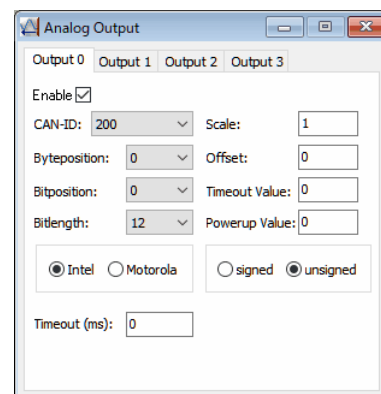 Analog Output
Output 0 Output 1 Output 2 Output 3
Enable
CAN-ID: 200 Scale: 1
Byteposition: 0 Offset: 0
Bitposition: 0 Timeout Value: 0
Bitlength: 12 Powerup Value: 0
Intel Motorola signed unsigned
Timeout (ms): 0